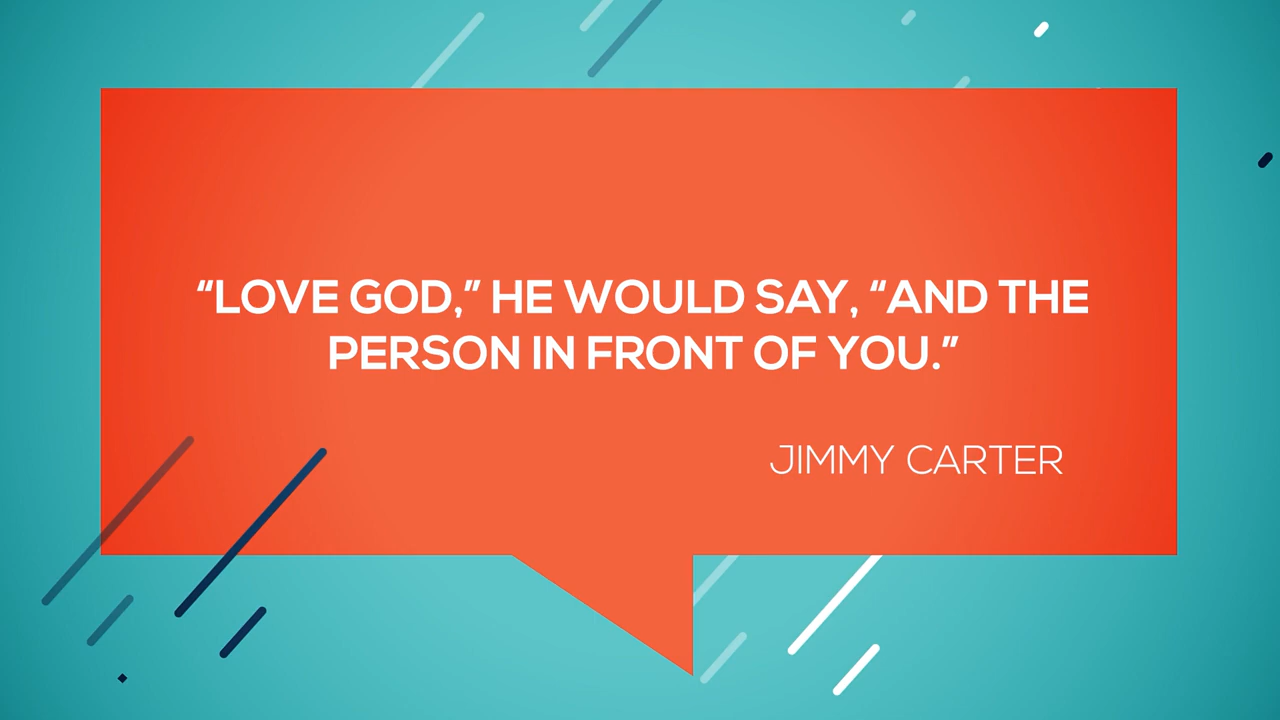 “LOVE GOD,” HE WOULD SAY, “AND THE
PERSON IN FRONT OF YOU.”
JIMMY CARTER